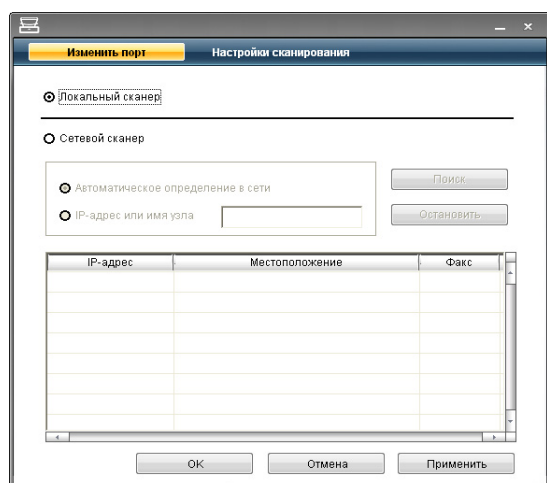 Изменить порт Настройки сканирования
Локальный сканер
Сетевой сканер
Автоматическое определение в сети
Поиск
IP-адрес или имя узла
Остановить
IP-адрес Местоположение Факс
OK Отмена Применить